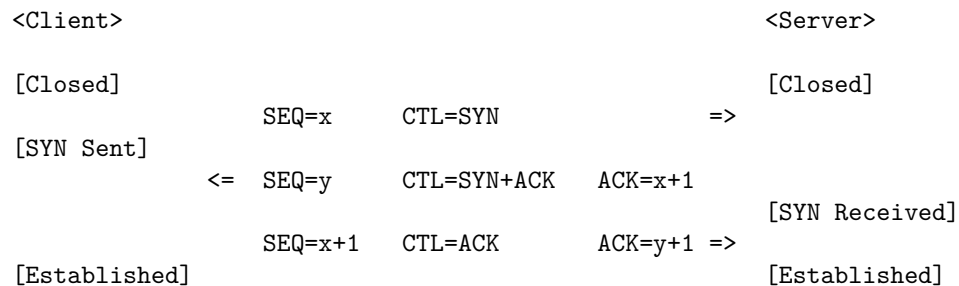 <Client> <Server>
[Closed] [Closed]
SEQ=x CTL=SYN =>
[SYN Sent]
<= SEQ=y CTL=SYN+ACK ACK=x+1
[SYN Received]
SEQ=x+1 CTL=ACK ACK=y+1 =>
[Established] [Established]